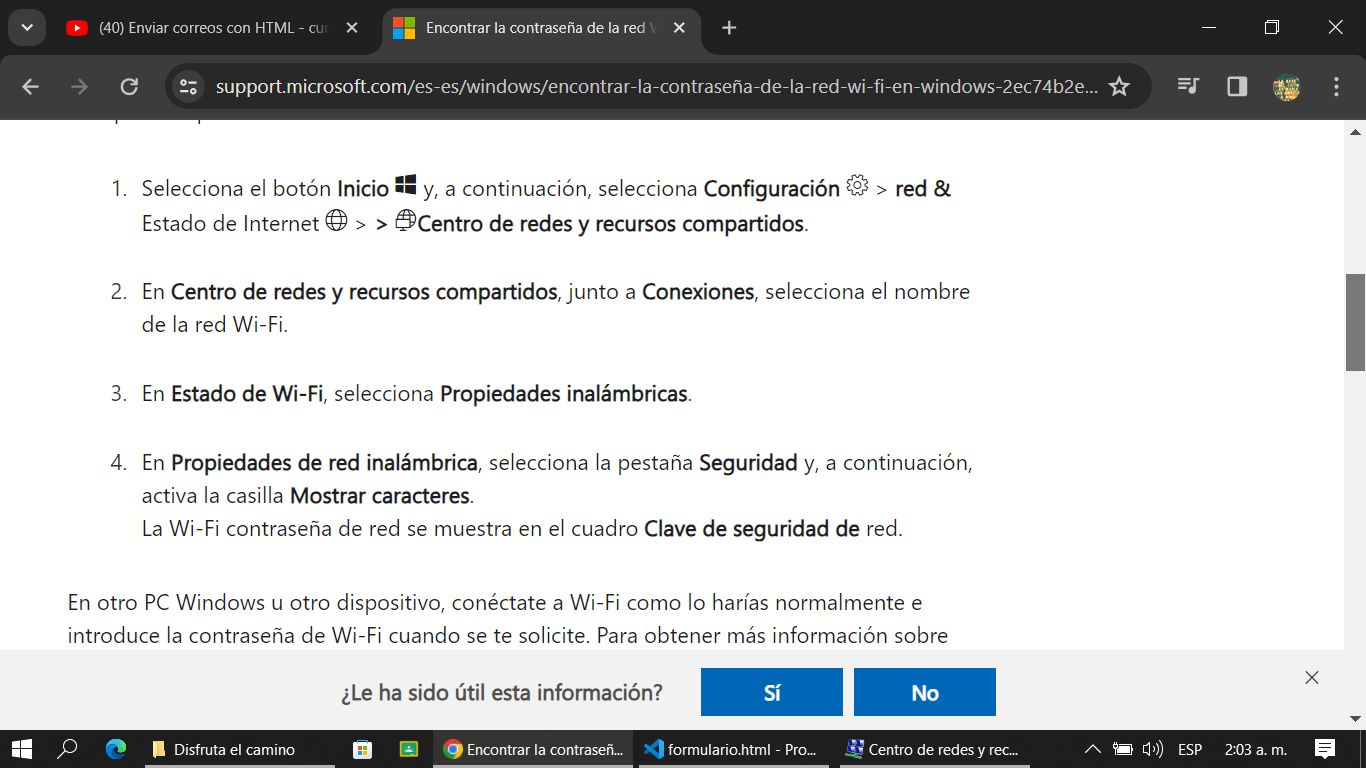 (40) Enviar correos con HTML - cur
Encontrar la contraseña de la red W
support.microsoft.com/es-es/windows/encontrar-la-contraseña-de-la-red-wi-fi-en-windows-2ec74b2e...
1. Selecciona el botón Inicio y, a continuación, selecciona Configuración > red &
Estado de Internet > > Centro de redes y recursos compartidos.
2. En Centro de redes y recursos compartidos, junto a Conexiones, selecciona el nombre
de la red Wi-Fi.
3. En Estado de Wi-Fi, selecciona Propiedades inalámbricas.
4. En Propiedades de red inalámbrica, selecciona la pestaña Seguridad y, a continuación,
activa la casilla Mostrar caracteres.
La Wi-Fi contraseña de red se muestra en el cuadro Clave de seguridad de red.
En otro PC Windows u otro dispositivo, conéctate a Wi-Fi como lo harías normalmente e
introduce la contraseña de Wi-Fi cuando se te solicite. Para obtener más información sobre
¿Le ha sido útil esta información?
Sí
No
Disfruta el camino
Encontrar la contraseñ...
formulario.html - Pro...
Centro de redes y rec...
ESP
2:03 a. m.